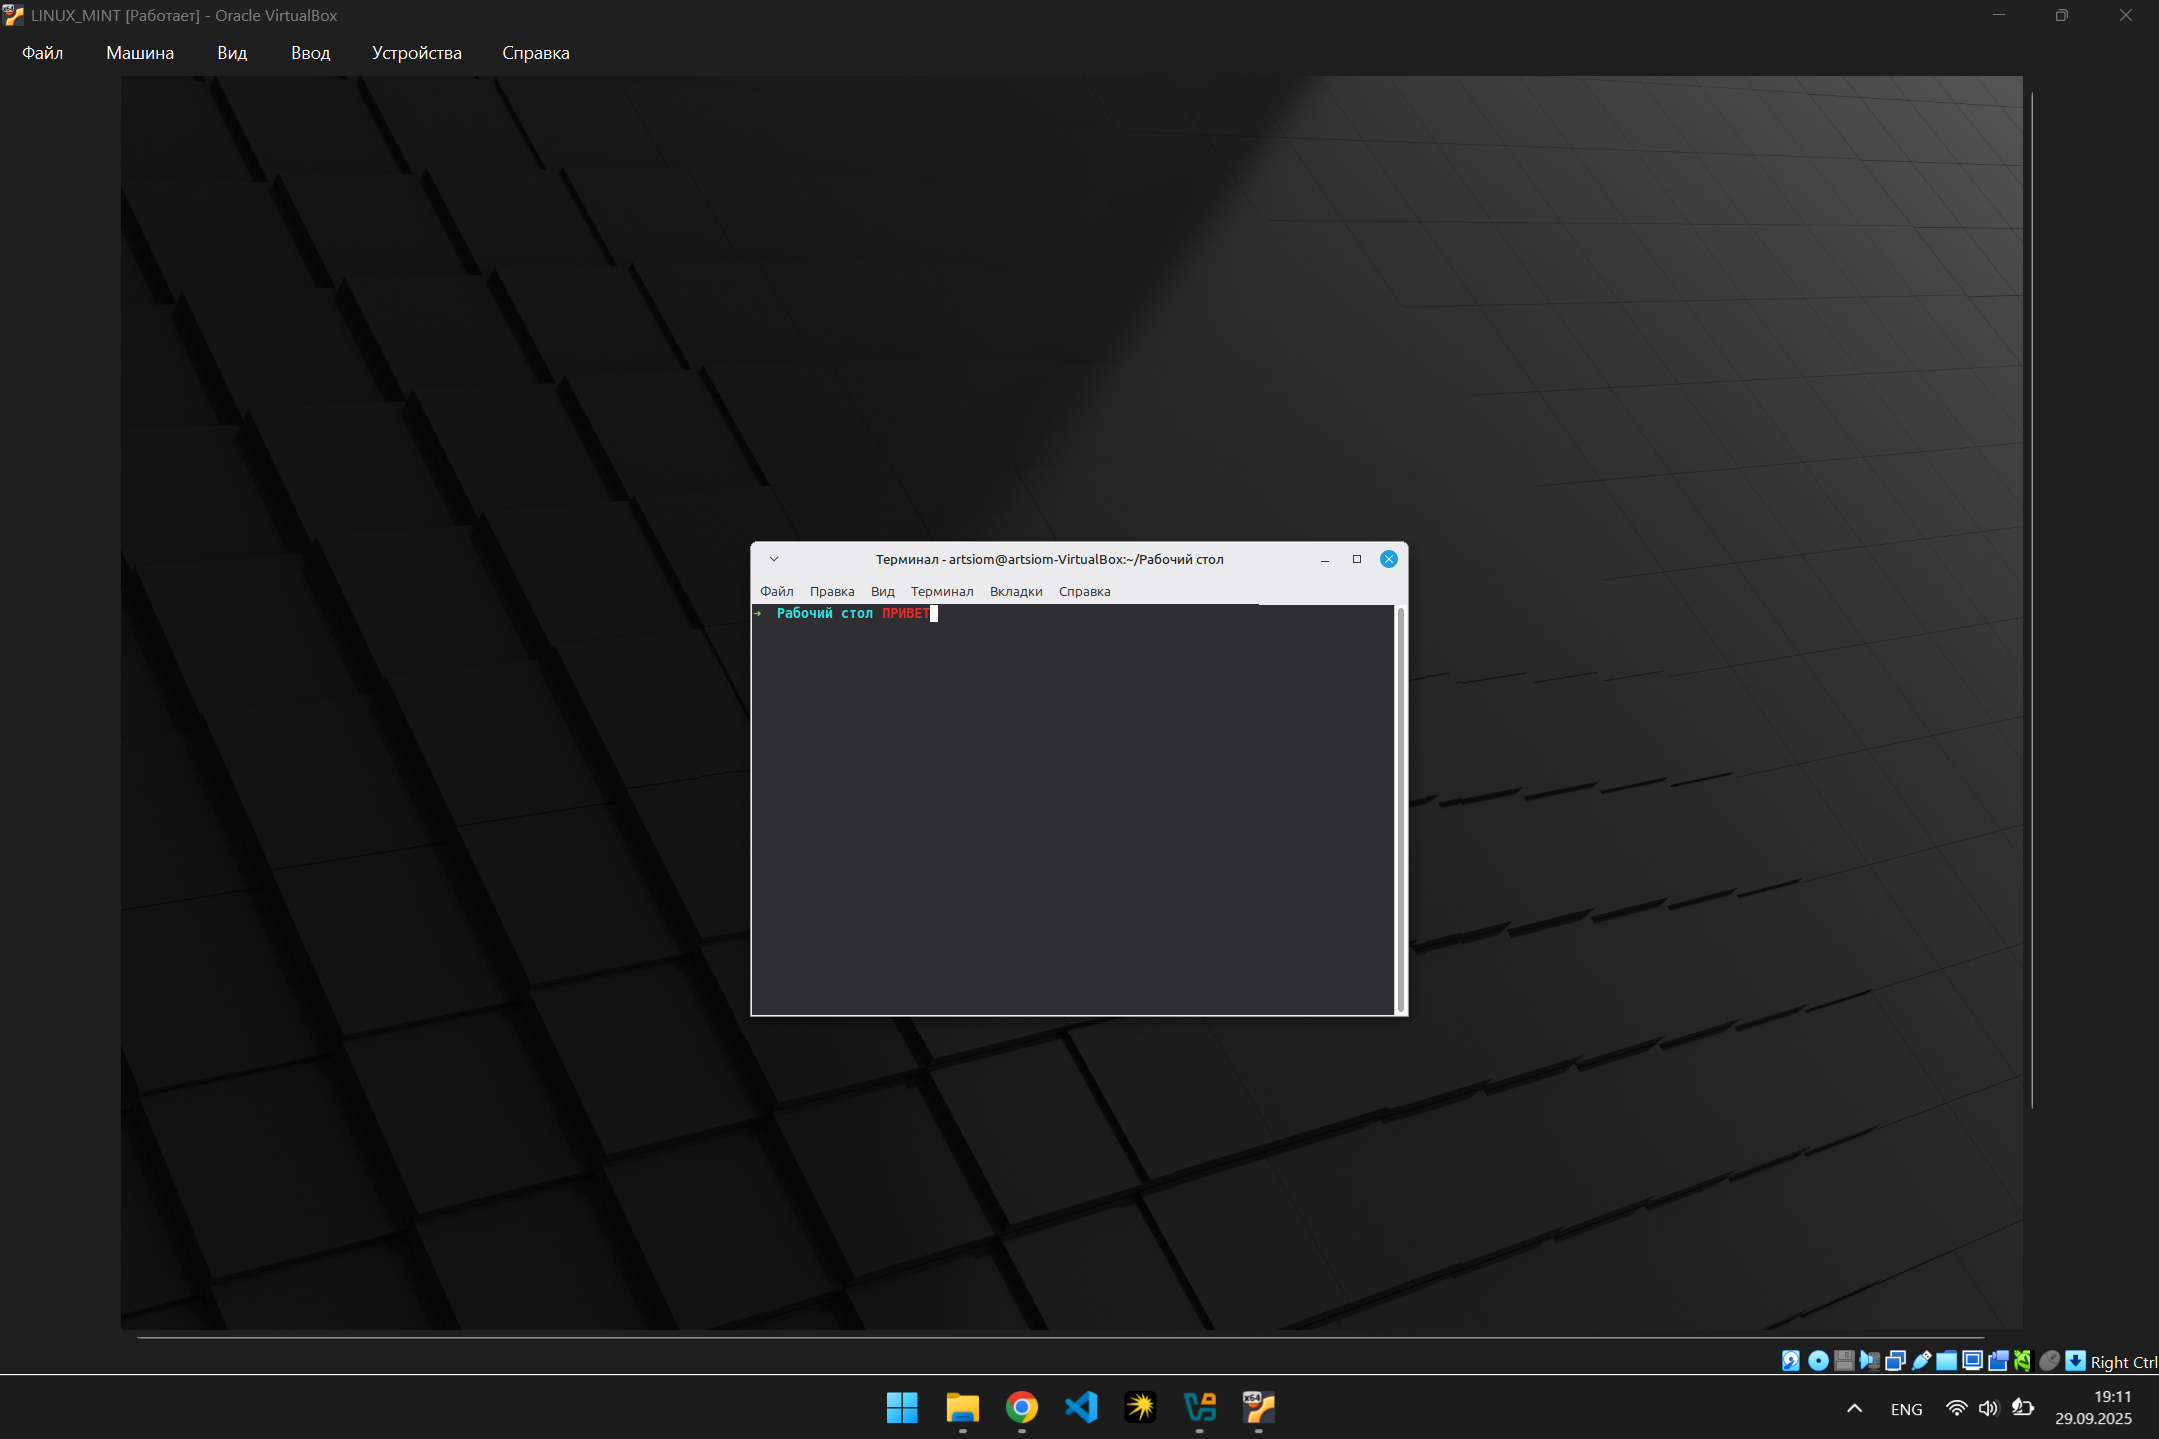 LINUX_MINT [Работает] - Oracle VirtualBox
Файл Машина Вид Ввод Устройства Справка
Терминал - artsiom@artsiom-VirtualBox:~/Рабочий стол
Файл Правка Вид Терминал Вкладки Справка
➜ Рабочий стол ПРИВЕТ
Right Ctrl
x64
ENG
19:11
29.09.2025